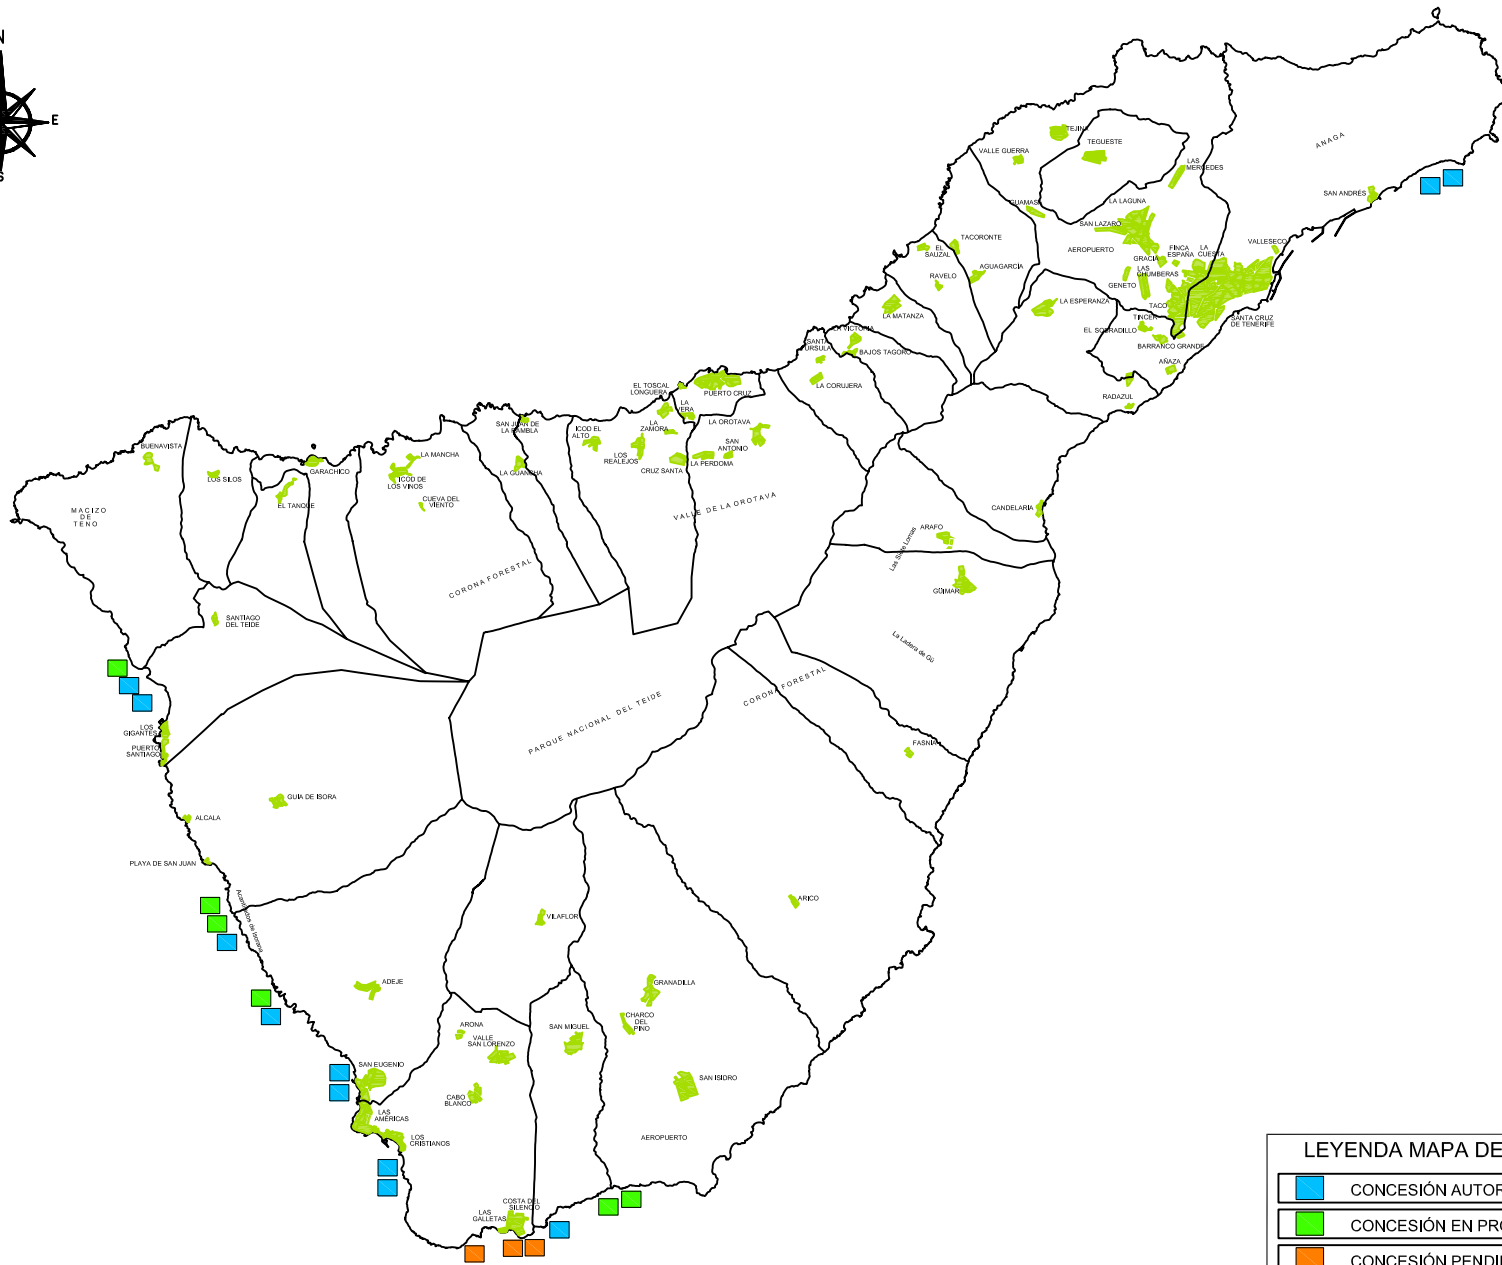 N
E
S
ANAGA
TEJINA
TEGUESTE
VALLE GUERRA
LAS
MERCEDES
SAN ANDRÉS
GUAMASA
LA LAGUNA
SAN LAZARO
AEROPUERTO
VALLESECO
TACORONTE
EL
SAUZAL
FINCA
ESPAÑA
LA
CUESTA
GRACIA
LAS
CHUMBERAS
GENETO
AGUAGARCÍA
RAVELO
LA ESPERANZA
TACO
SANTA CRUZ
DE TENERIFE
LA MATANZA
TINCER
EL SOBRADILLO
BARRANCO GRANDE
LA VICTORIA
SANTA
ÚRSULA
BAJOS TAGORO
AÑAZA
LA CORUJERA
RADAZUL
EL TOSCAL
LONGUERA
PUERTO CRUZ
LA
VERA
LA OROTAVA
SAN JUAN DE
LA RAMBLA
ICOD EL
ALTO
LA
ZAMORA
LOS
REALEJOS
SAN
ANTONIO
CRUZ SANTA
LA PERDOMA
BUENAVISTA
LOS SILOS
GARACHICO
LA MANCHA
ICOD DE
LOS VINOS
LA GUANCHA
EL TANQUE
CUEVA DEL
VIENTO
MACIZO
DE
TENO
VALLE DE LA OROTAVA
CANDELARIA
ARAFO
Las Siete Lomas
CORONA FORESTAL
GÜIMAR
SANTIAGO
DEL TEIDE
La Ladera de Gü
CORONA FORESTAL
PARQUE NACIONAL DEL TEIDE
LOS
GIGANTES
PUERTO
SANTIAGO
FASNIA
GUIA DE ISORA
ALCALA
PLAYA DE SAN JUAN
ARICO
VILAFLOR
ADEJE
GRANADILLA
CHARCO
DEL
PINO
ARONA
VALLE
SAN LORENZO
SAN MIGUEL
SAN EUGENIO
SAN ISIDRO
CABO
BLANCO
LAS
AMÉRICAS
LOS
CRISTIANOS
AEROPUERTO
COSTA DEL
SILENCIO
LAS
GALLETAS
LEYENDA MAPA DE
CONCESIÓN AUTOR
CONCESIÓN EN PRO
CONCESIÓN PENDI